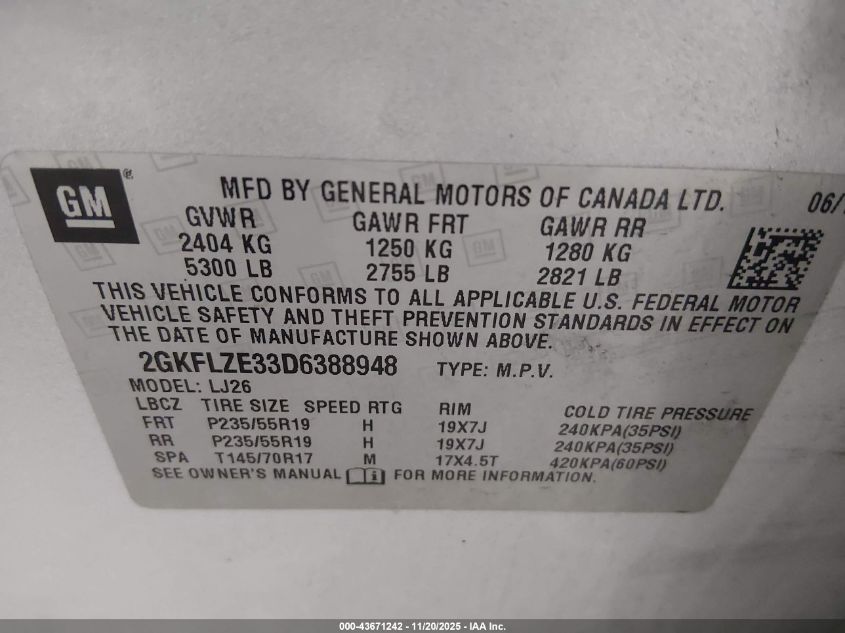 GM®
MFD BY GENERAL MOTORS OF CANADA LTD. 06/
GVWR GAWR FRT GAWR RR
2404 KG 1250 KG 1280 KG
5300 LB 2755 LB 2821 LB
THIS VEHICLE CONFORMS TO ALL APPLICABLE U.S. FEDERAL MOTOR
VEHICLE SAFETY AND THEFT PREVENTION STANDARDS IN EFFECT ON
THE DATE OF MANUFACTURE SHOWN ABOVE.
2GKFLZE33D6388948 TYPE: M.P.V.
MODEL: LJ26
LBCZ TIRE SIZE SPEED RTG RIM COLD TIRE PRESSURE
FRT P235/55R19 H 19X7J 240KPA(35PSI)
RR P235/55R19 H 19X7J 240KPA(35PSI)
SPA T145/70R17 M 17X4.5T 420KPA(60PSI)
SEE OWNER'S MANUAL FOR MORE INFORMATION.
000-43671242 - 11/20/2025 - IAA Inc.